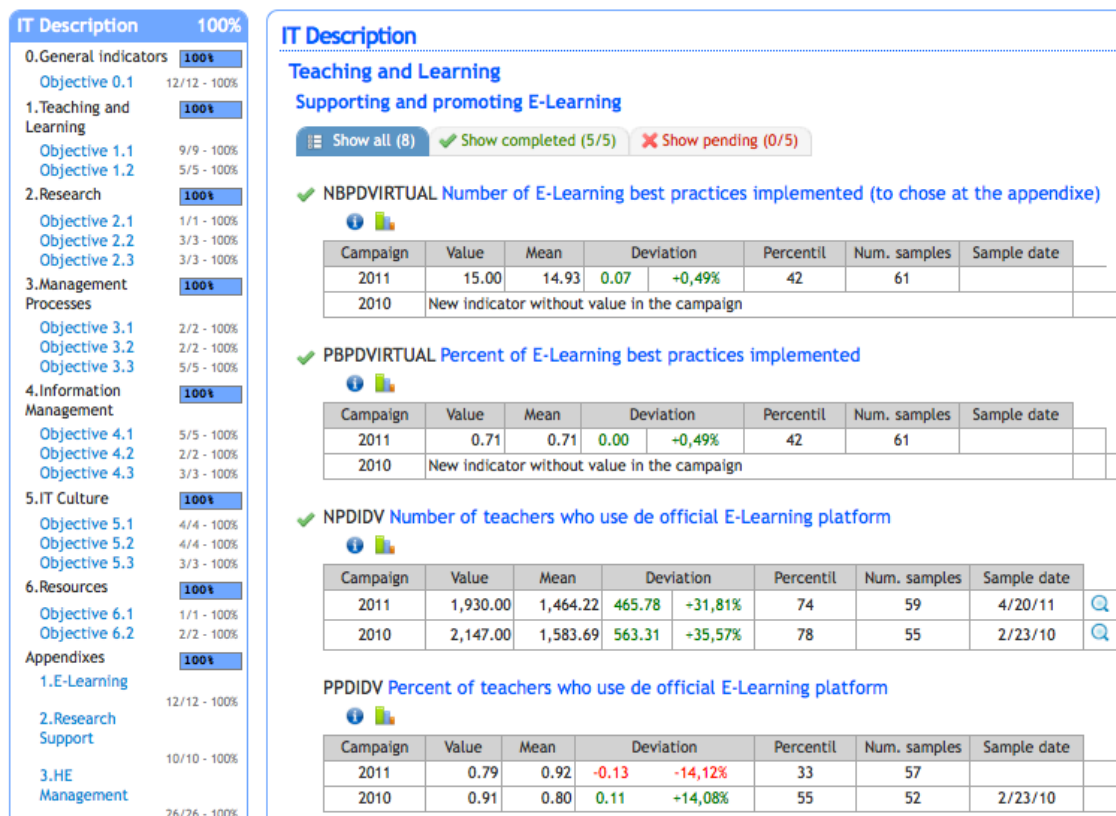 IT Description 100%
0.General indicators 100%
Objective 0.1 12/12 - 100%
1.Teaching and
Learning 100%
Objective 1.1 9/9 - 100%
Objective 1.2 5/5 - 100%
2.Research 100%
Objective 2.1 1/1 - 100%
Objective 2.2 3/3 - 100%
Objective 2.3 3/3 - 100%
3.Management
Processes 100%
Objective 3.1 2/2 - 100%
Objective 3.2 2/2 - 100%
Objective 3.3 5/5 - 100%
4.Information
Management 100%
Objective 4.1 5/5 - 100%
Objective 4.2 2/2 - 100%
Objective 4.3 3/3 - 100%
5.IT Culture 100%
Objective 5.1 4/4 - 100%
Objective 5.2 4/4 - 100%
Objective 5.3 3/3 - 100%
6.Resources 100%
Objective 6.1 1/1 - 100%
Objective 6.2 2/2 - 100%
Appendixes 100%
1.E-Learning
12/12 - 100%
2.Research
Support
10/10 - 100%
3.HE
Management
26/26 - 100%
IT Description
Teaching and Learning
Supporting and promoting E-Learning
Show all (8) Show completed (5/5) Show pending (0/5)
NBPDVIRTUAL Number of E-Learning best practices implemented (to chose at the appendixe)
Campaign Value Mean Deviation Percentil Num. samples Sample date
2011 15.00 14.93 0.07 +0,49% 42 61
2010 New indicator without value in the campaign
PBPDVIRTUAL Percent of E-Learning best practices implemented
Campaign Value Mean Deviation Percentil Num. samples Sample date
2011 0.71 0.71 0.00 +0,49% 42 61
2010 New indicator without value in the campaign
NPDIDV Number of teachers who use de official E-Learning platform
Campaign Value Mean Deviation Percentil Num. samples Sample date
2011 1,930.00 1,464.22 465.78 +31,81% 74 59 4/20/11
2010 2,147.00 1,583.69 563.31 +35,57% 78 55 2/23/10
PPDIDV Percent of teachers who use de official E-Learning platform
Campaign Value Mean Deviation Percentil Num. samples Sample date
2011 0.79 0.92 -0.13 -14,12% 33 57
2010 0.91 0.80 0.11 +14,08% 55 52 2/23/10